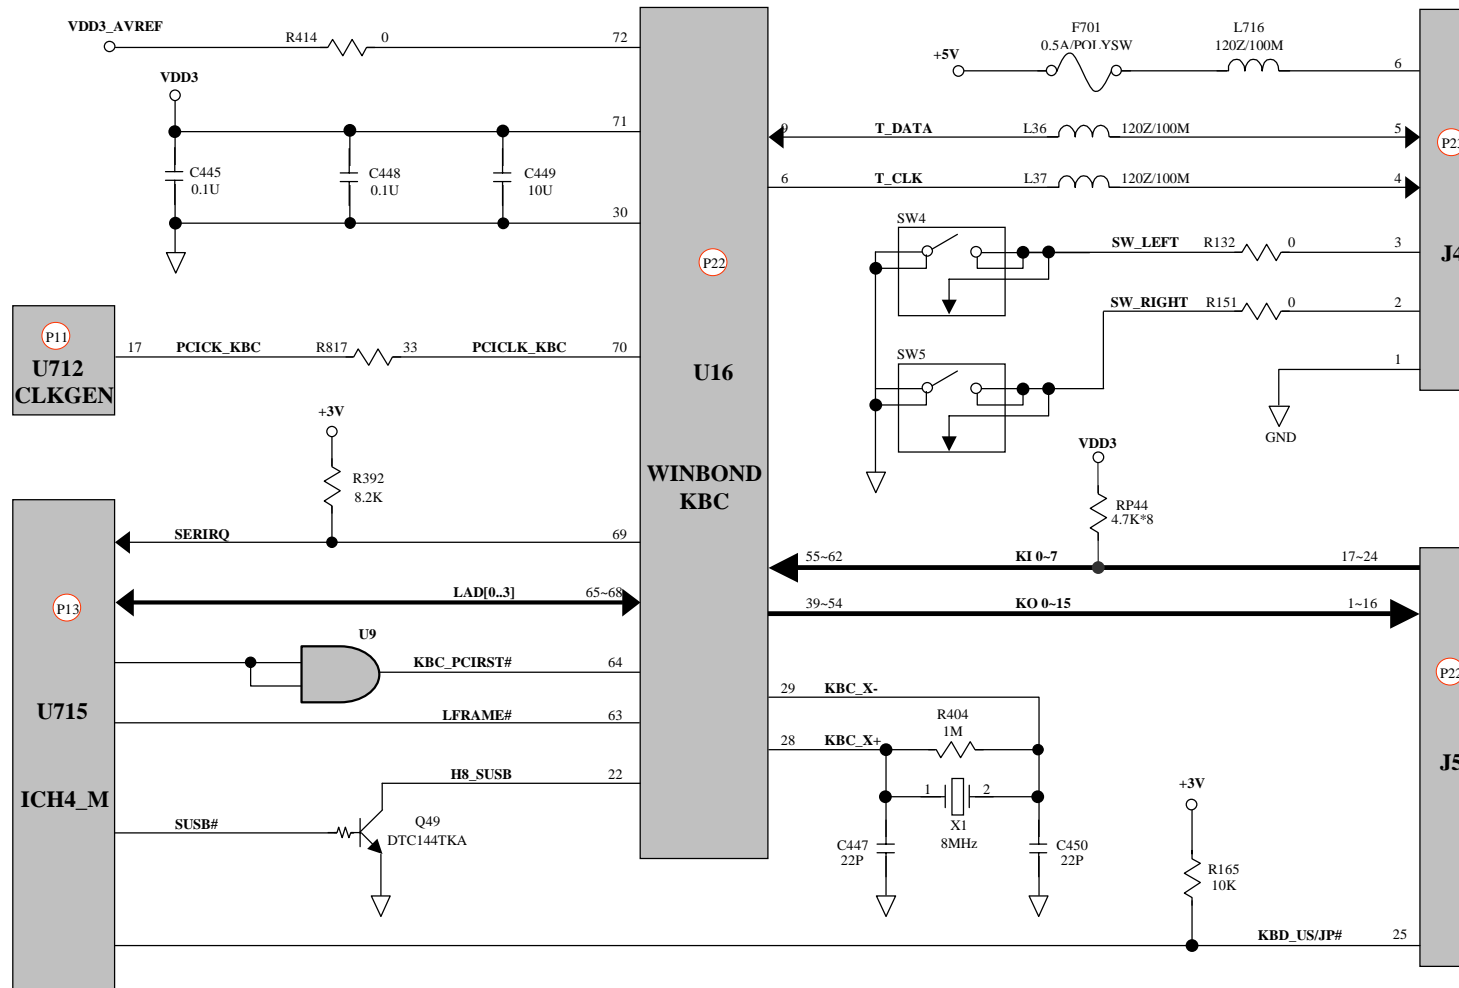 VDD3_AVREF
R414 0
72
VDD3
71
C445
0.1U
C448
0.1U
C449
10U
30
P11
U712
CLKGEN
17 PCICK_KBC R817 33 PCICLK_KBC 70
+3V
R392
8.2K
SERIRQ 69
P13
LAD[0..3] 65~68
U9
KBC_PCIRST# 64
U715
LFRAME# 63
H8_SUSB 22
ICH4_M
SUSB#
Q49
DTC144TKA
P22
U16
WINBOND
KBC
F701
0.5A/POLYSW
L716
120Z/100M
+5V
6
9 T_DATA L36 120Z/100M 5
6 T_CLK L37 120Z/100M 4
SW4
SW_LEFT R132 0 3
SW_RIGHT R151 0 2
SW5
1
GND
J4
VDD3
RP44
4.7K*8
55~62 KI 0~7 17~24
39~54 KO 0~15 1~16
29 KBC_X-
R404
1M
28 KBC_X+
1 2
X1
8MHz
C447
22P
C450
22P
P22
J5
+3V
R165
10K
KBD_US/JP# 25